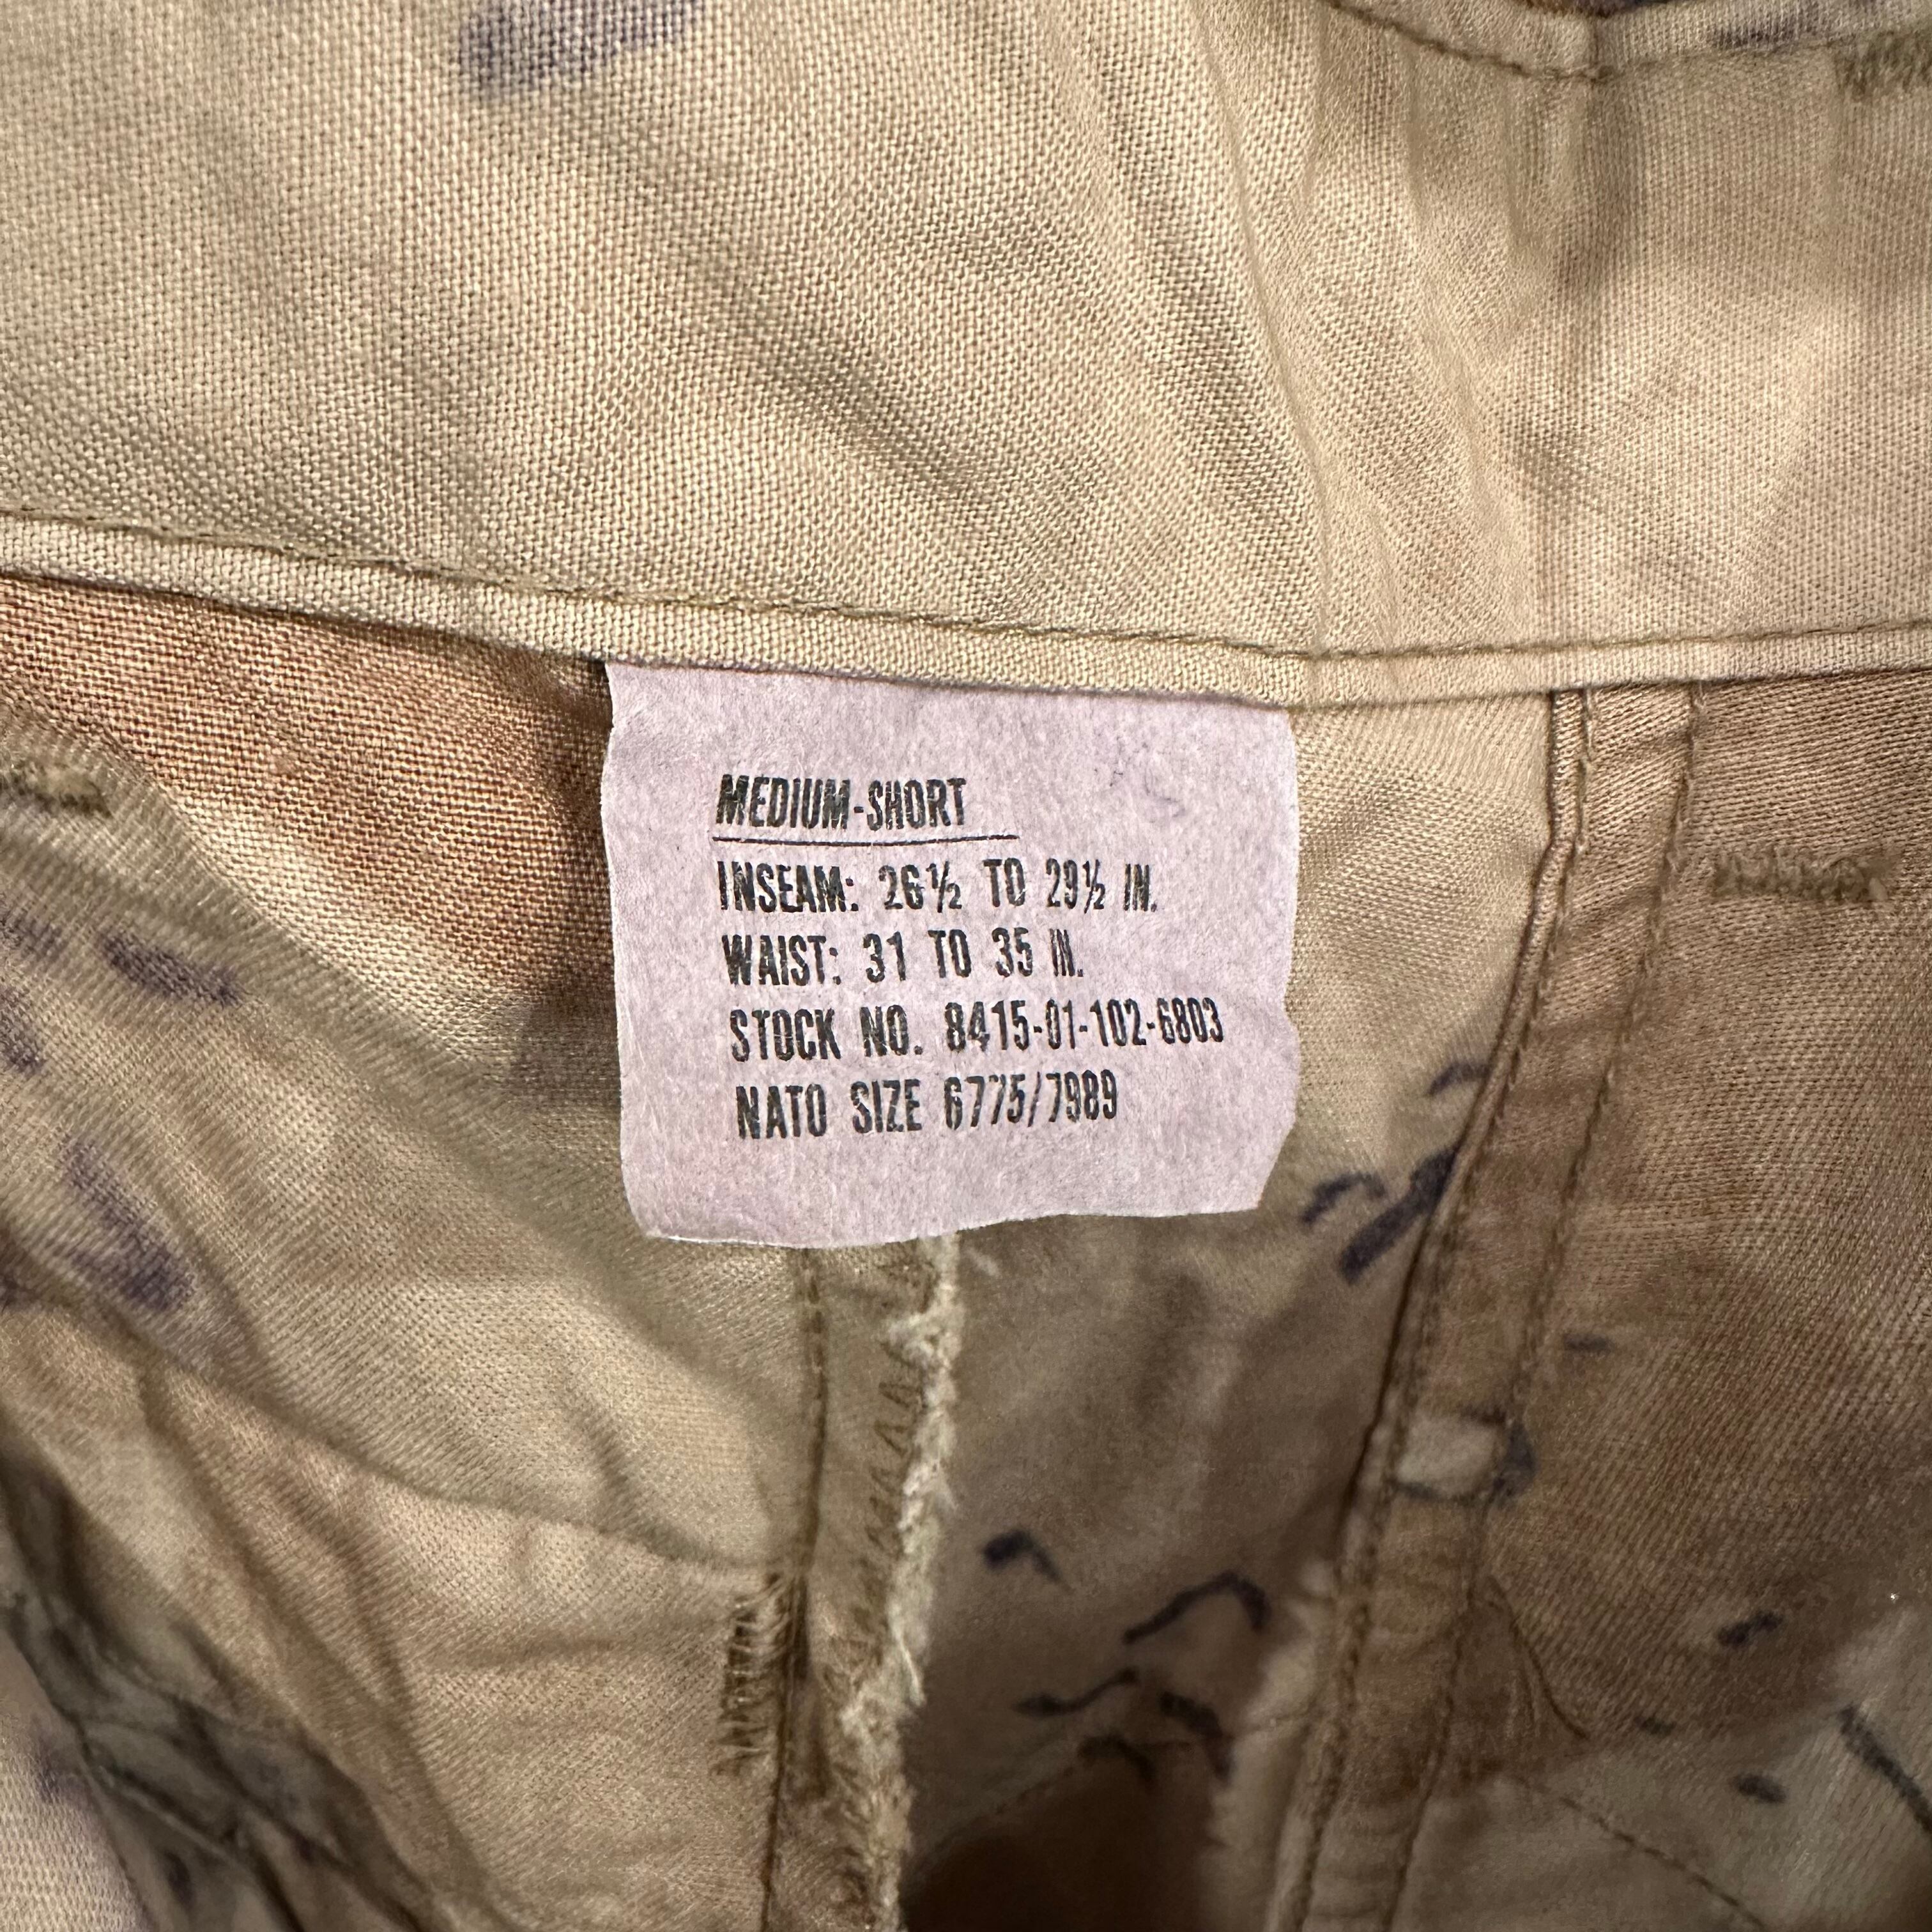 MEDIUM-SHORT
INSEAM: 26½ TO 29½ IN.
WAIST: 31 TO 35 IN.
STOCK NO. 8415-01-102-6803
NATO SIZE 6775/7989